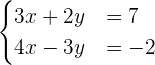 3x + 2y = 7
4x − 3y = −2